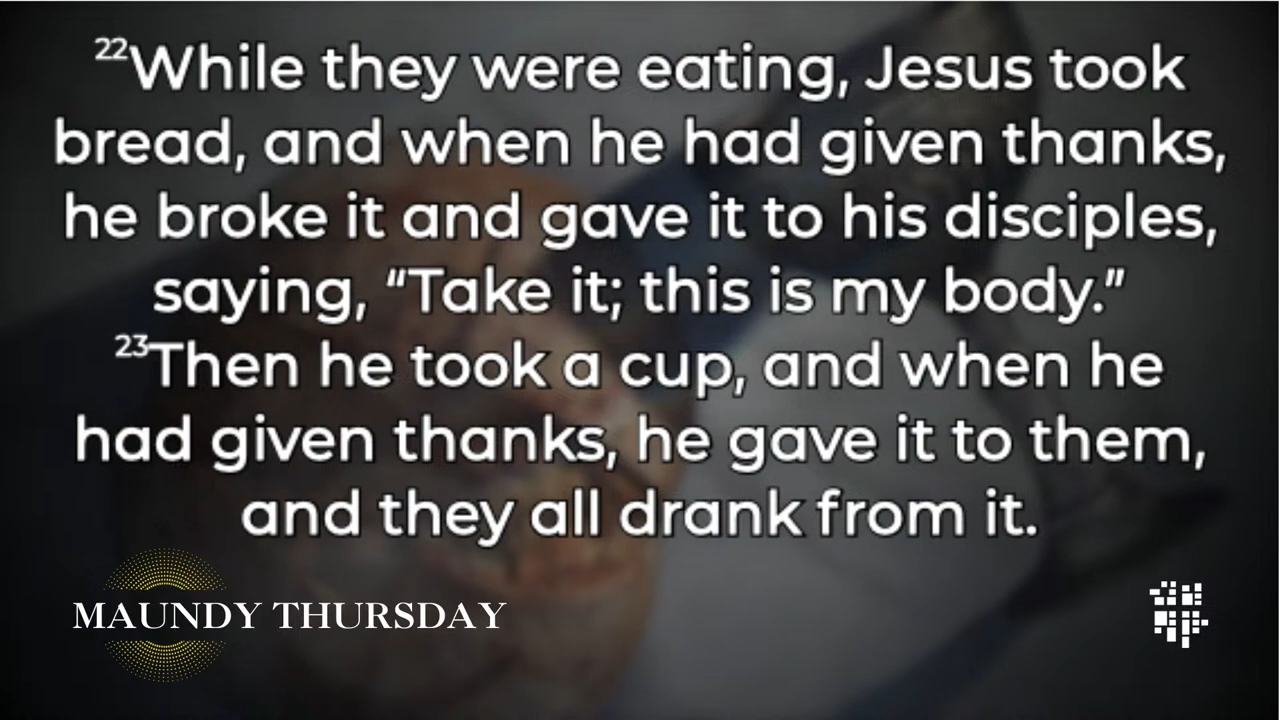 22While they were eating, Jesus took
bread, and when he had given thanks,
he broke it and gave it to his disciples,
saying, “Take it; this is my body.”
23Then he took a cup, and when he
had given thanks, he gave it to them,
and they all drank from it.
MAUNDY THURSDAY